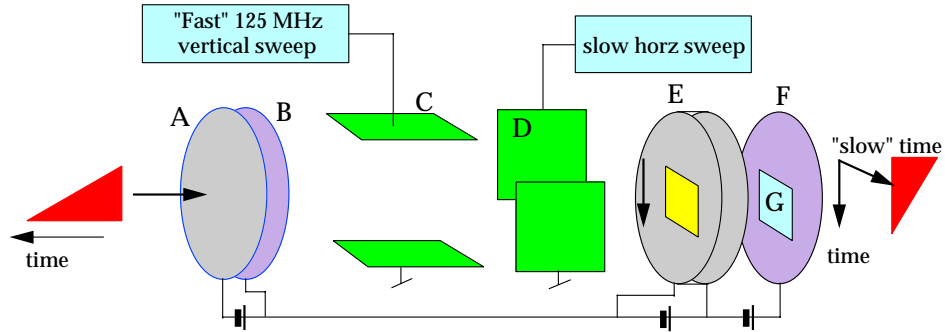 "Fast" 125 MHz
vertical sweep
slow horz sweep
A
B
C
D
E
F
"slow" time
G
time
time